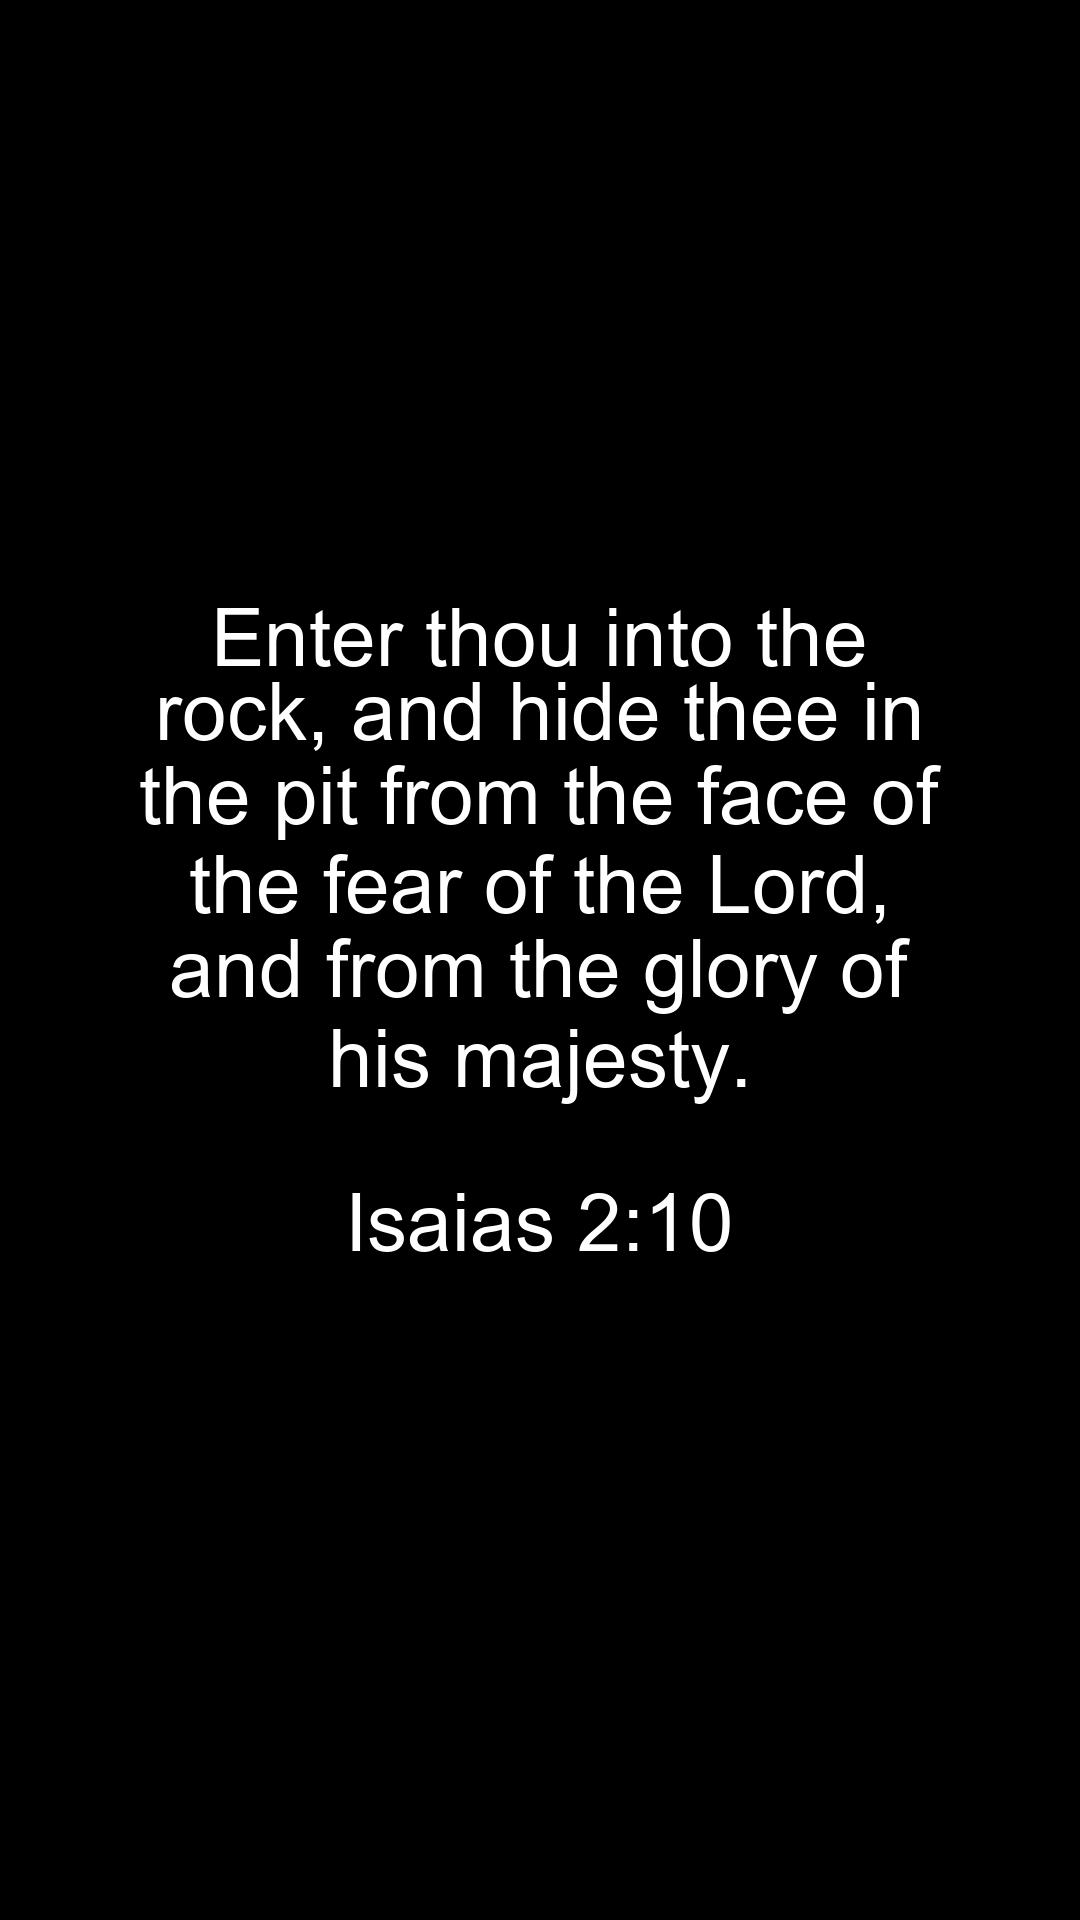 Enter thou into the
rock, and hide thee in
the pit from the face of
the fear of the Lord,
and from the glory of
his majesty.
Isaias 2:10